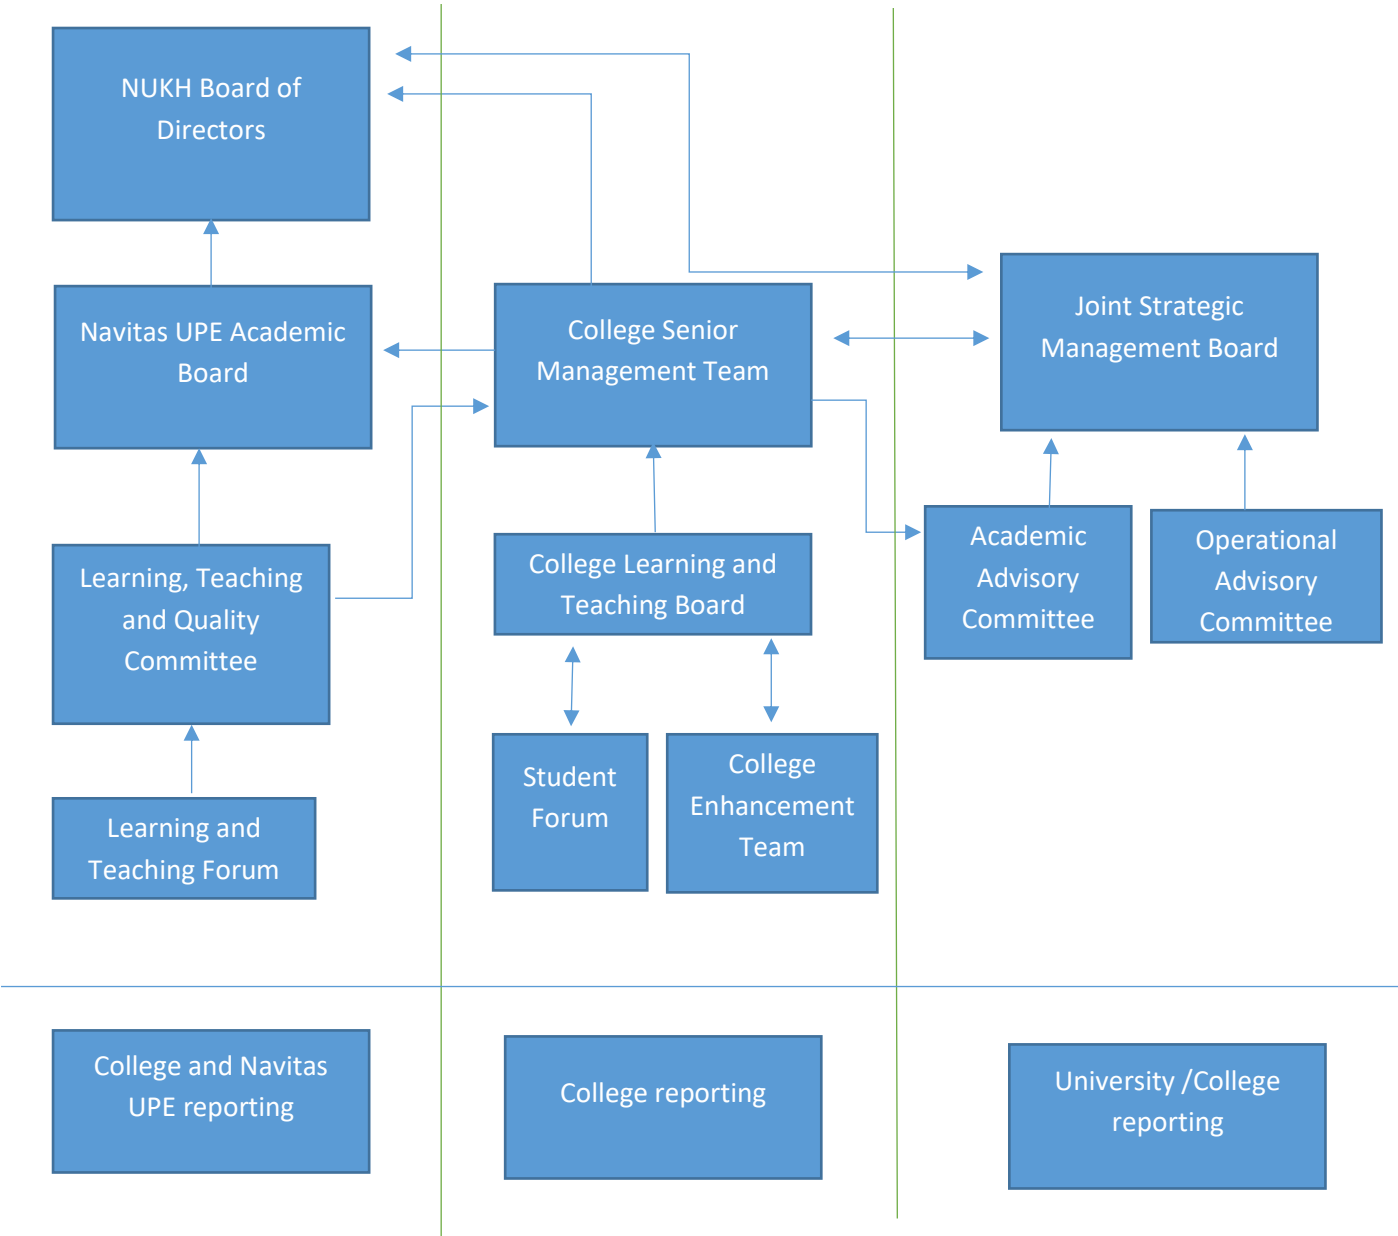 NUKH Board of
Directors
Navitas UPE Academic
Board
College Senior
Management Team
Joint Strategic
Management Board
Learning, Teaching
and Quality
Committee
College Learning and
Teaching Board
Academic
Advisory
Committee
Operational
Advisory
Committee
Learning and
Teaching Forum
Student
Forum
College
Enhancement
Team
College and Navitas
UPE reporting
College reporting
University /College
reporting